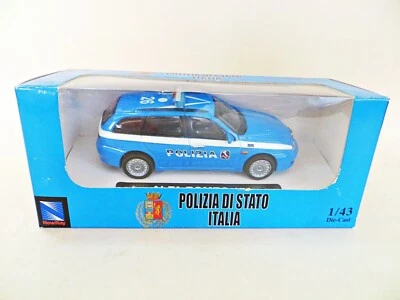 POLIZIA
POLIZIA DI STATO
ITALIA
1/43
Die-Cast
NewRay